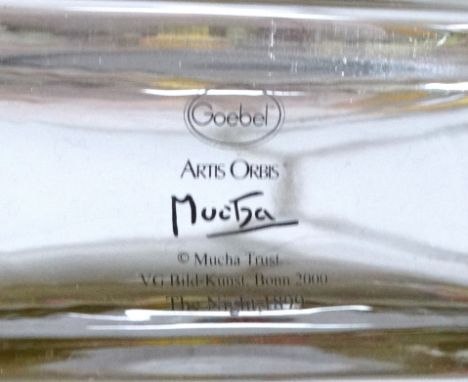 Goebel
ARTIS ORBIS
Mucha
© Mucha Trust
VG Bild-Kunst, Bonn 2000
The Night, 1899